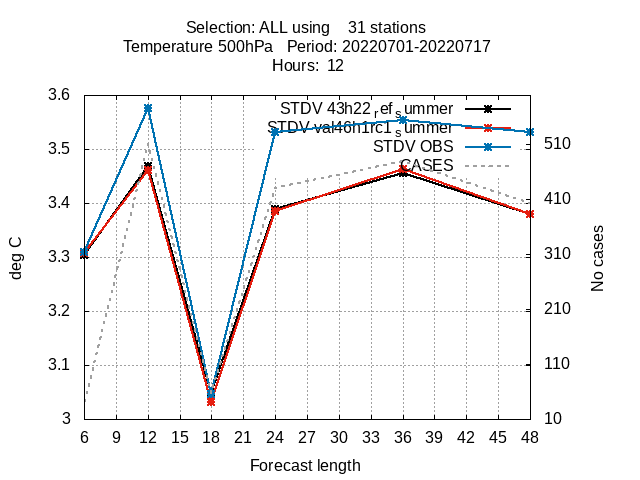 Selection: ALL using    31 stations
Temperature 500hPa   Period: 20220701-20220717
Hours:  12
STDV 43h22_ref_summer
STDV val46h1rc1_summer
STDV OBS
CASES
3.6
3.5
3.4
3.3
3.2
3.1
3
deg C
510
410
310
210
110
10
No cases
6 9 12 15 18 21 24 27 30 33 36 39 42 45 48
Forecast length